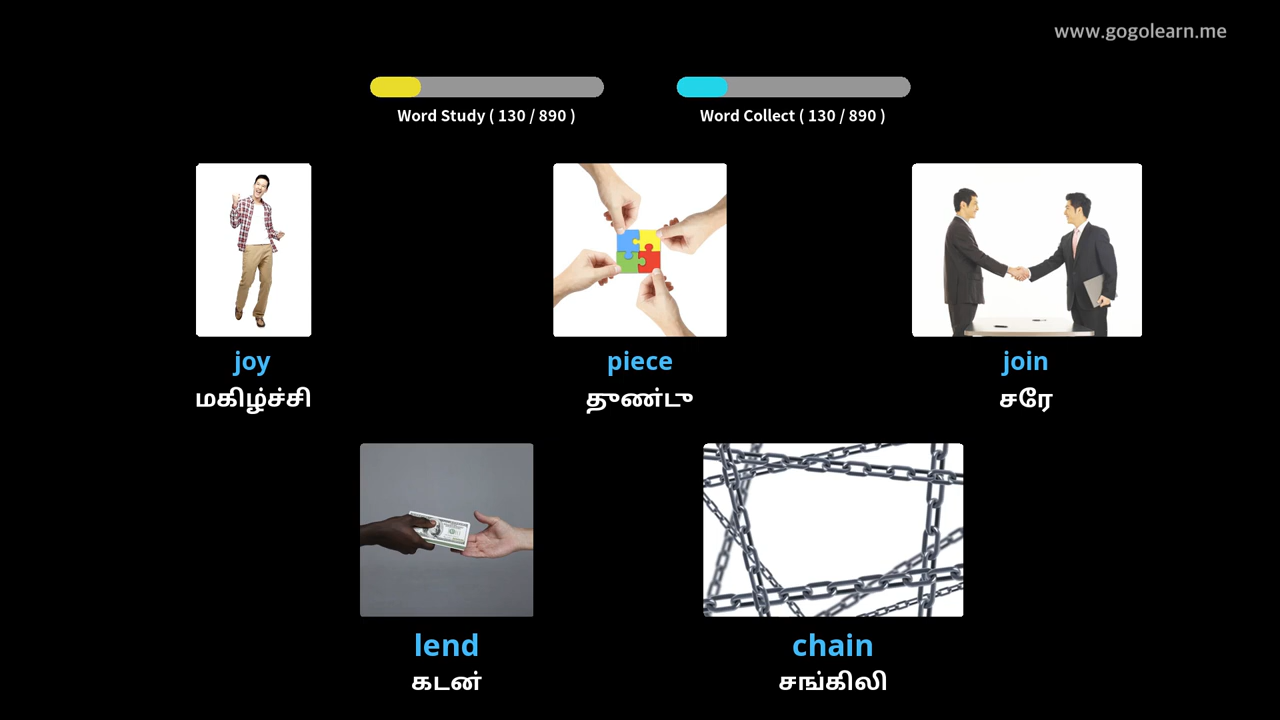 www.gogolearn.me
Word Study ( 130 / 890 )
Word Collect ( 130 / 890 )
joy
மகிழ்ச்சி
piece
துண்டு
join
சரே
lend
கடன்
chain
சங்கிலி